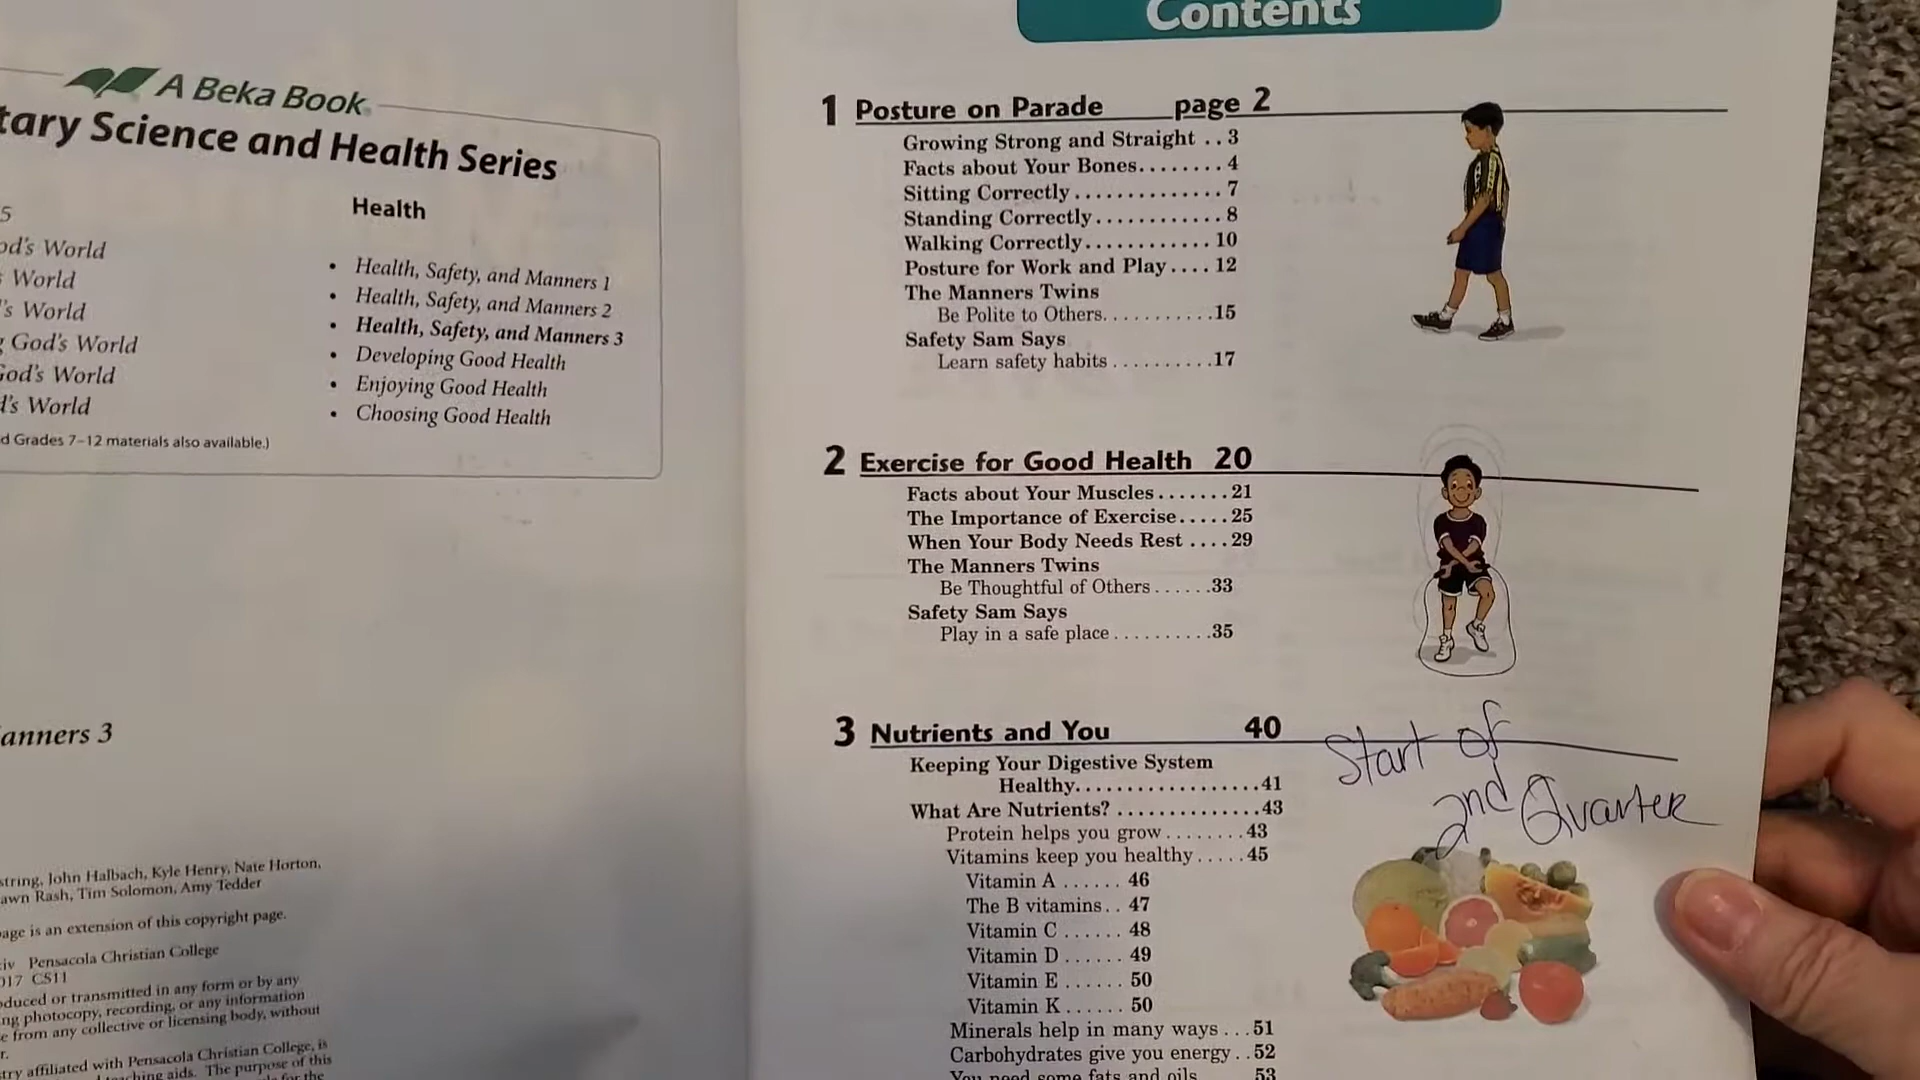 A Beka Book
Science and Health Series
Health
5
World
World
World
God's World
World
World
• Health, Safety, and Manners 1
• Health, Safety, and Manners 2
• Health, Safety, and Manners 3
• Developing Good Health
• Enjoying Good Health
• Choosing Good Health
Grades 7–12 materials also available.)
3
John Halbach, Kyle Henry, Nate Horton,
Rash, Tim Solomon, Amy Tedder
is an extension of this copyright page.
Pensacola Christian College
CS11
or transmitted in any form or by any
photocopy, recording, or any information
from any collective or licensing body, without
affiliated with Pensacola Christian College, is
aids. The purpose of this
Contents
1 Posture on Parade page 2
Growing Strong and Straight . . 3
Facts about Your Bones........ 4
Sitting Correctly.............. 7
Standing Correctly............ 8
Walking Correctly............ 10
Posture for Work and Play.... 12
The Manners Twins
Be Polite to Others...........15
Safety Sam Says
Learn safety habits ..........17
2 Exercise for Good Health 20
Facts about Your Muscles.......21
The Importance of Exercise.....25
When Your Body Needs Rest ....29
The Manners Twins
Be Thoughtful of Others ......33
Safety Sam Says
Play in a safe place ..........35
3 Nutrients and You 40
Start of
2nd Quarter
Keeping Your Digestive System
Healthy..................41
What Are Nutrients? .............43
Protein helps you grow ........43
Vitamins keep you healthy .....45
Vitamin A ...... 46
The B vitamins.. 47
Vitamin C ...... 48
Vitamin D ...... 49
Vitamin E ...... 50
Vitamin K ...... 50
Minerals help in many ways ...51
Carbohydrates give you energy ..52
You need some fats and oils 53